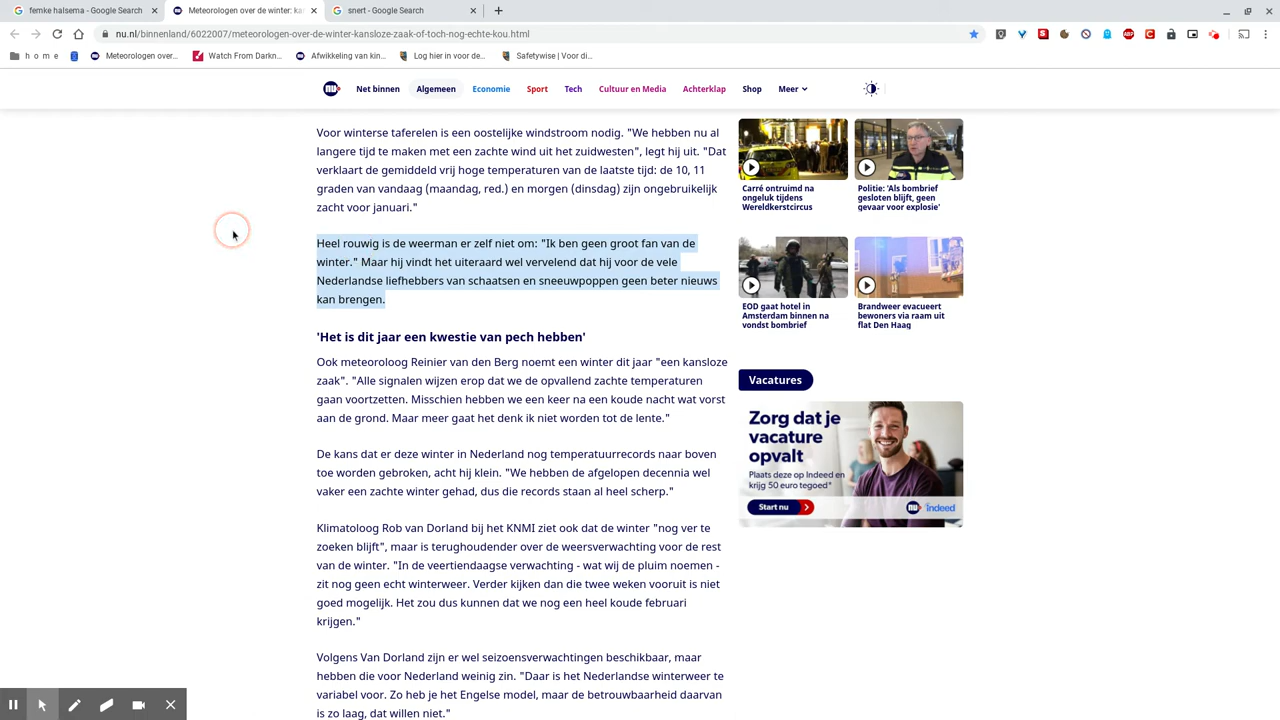 femke halsema - Google Search
Meteorologen over de winter: kan
snert - Google Search
nu.nl/binnenland/6022007/meteorologen-over-de-winter-kansloze-zaak-of-toch-nog-echte-kou.html
h o m e
Meteorologen over...
Watch From Darkn...
Afwikkeling van kin...
Log hier in voor de...
Safetywise | Voor di...
nu
Net binnen
Algemeen
Economie
Sport
Tech
Cultuur en Media
Achterklap
Shop
Meer
Voor winterse taferelen is een oostelijke windstroom nodig. "We hebben nu al
langere tijd te maken met een zachte wind uit het zuidwesten", legt hij uit. "Dat
verklaart de gemiddeld vrij hoge temperaturen van de laatste tijd: de 10, 11
graden van vandaag (maandag, red.) en morgen (dinsdag) zijn ongebruikelijk
zacht voor januari."
Heel rouwig is de weerman er zelf niet om: "Ik ben geen groot fan van de
winter." Maar hij vindt het uiteraard wel vervelend dat hij voor de vele
Nederlandse liefhebbers van schaatsen en sneeuwpoppen geen beter nieuws
kan brengen.
'Het is dit jaar een kwestie van pech hebben'
Ook meteoroloog Reinier van den Berg noemt een winter dit jaar "een kansloze
zaak". "Alle signalen wijzen erop dat we de opvallend zachte temperaturen
gaan voortzetten. Misschien hebben we een keer na een koude nacht wat vorst
aan de grond. Maar meer gaat het denk ik niet worden tot de lente."
De kans dat er deze winter in Nederland nog temperatuurrecords naar boven
toe worden gebroken, acht hij klein. "We hebben de afgelopen decennia wel
vaker een zachte winter gehad, dus die records staan al heel scherp."
Klimatoloog Rob van Dorland bij het KNMI ziet ook dat de winter "nog ver te
zoeken blijft", maar is terughoudender over de weersverwachting voor de rest
van de winter. "In de veertiendaagse verwachting - wat wij de pluim noemen -
zit nog geen echt winterweer. Verder kijken dan die twee weken vooruit is niet
goed mogelijk. Het zou dus kunnen dat we nog een heel koude februari
krijgen."
Volgens Van Dorland zijn er wel seizoensverwachtingen beschikbaar, maar
hebben die voor Nederland weinig zin. "Daar is het Nederlandse winterweer te
variabel voor. Zo heb je het Engelse model, maar de betrouwbaarheid daarvan
is zo laag, dat willen niet."
Carré ontruimd na
ongeluk tijdens
Wereldkerstcircus
Politie: 'Als bombrief
gesloten blijft, geen
gevaar voor explosie'
EOD gaat hotel in
Amsterdam binnen na
vondst bombrief
Brandweer evacueert
bewoners via raam uit
flat Den Haag
Vacatures
Zorg dat je
vacature
opvalt
Plaats deze op Indeed en
krijg 50 euro tegoed*
Start nu
nu
indeed